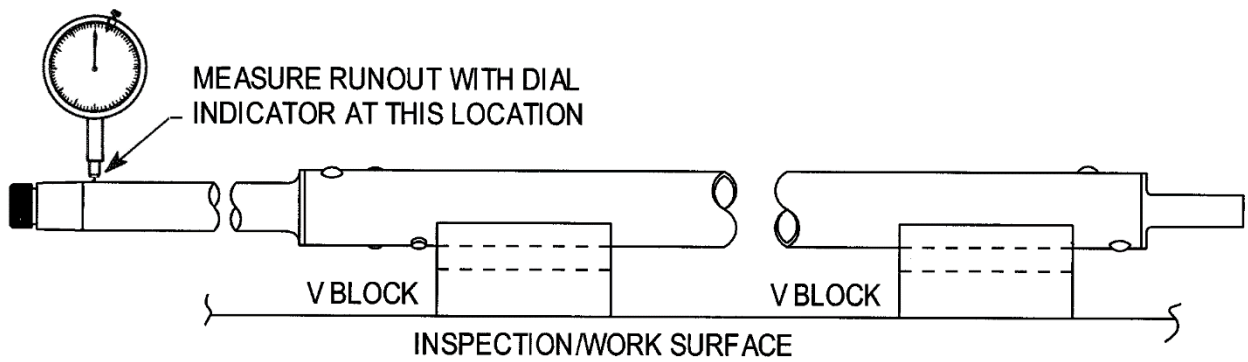 MEASURE RUNOUT WITH DIAL
INDICATOR AT THIS LOCATION
V BLOCK
V BLOCK
INSPECTION/WORK SURFACE